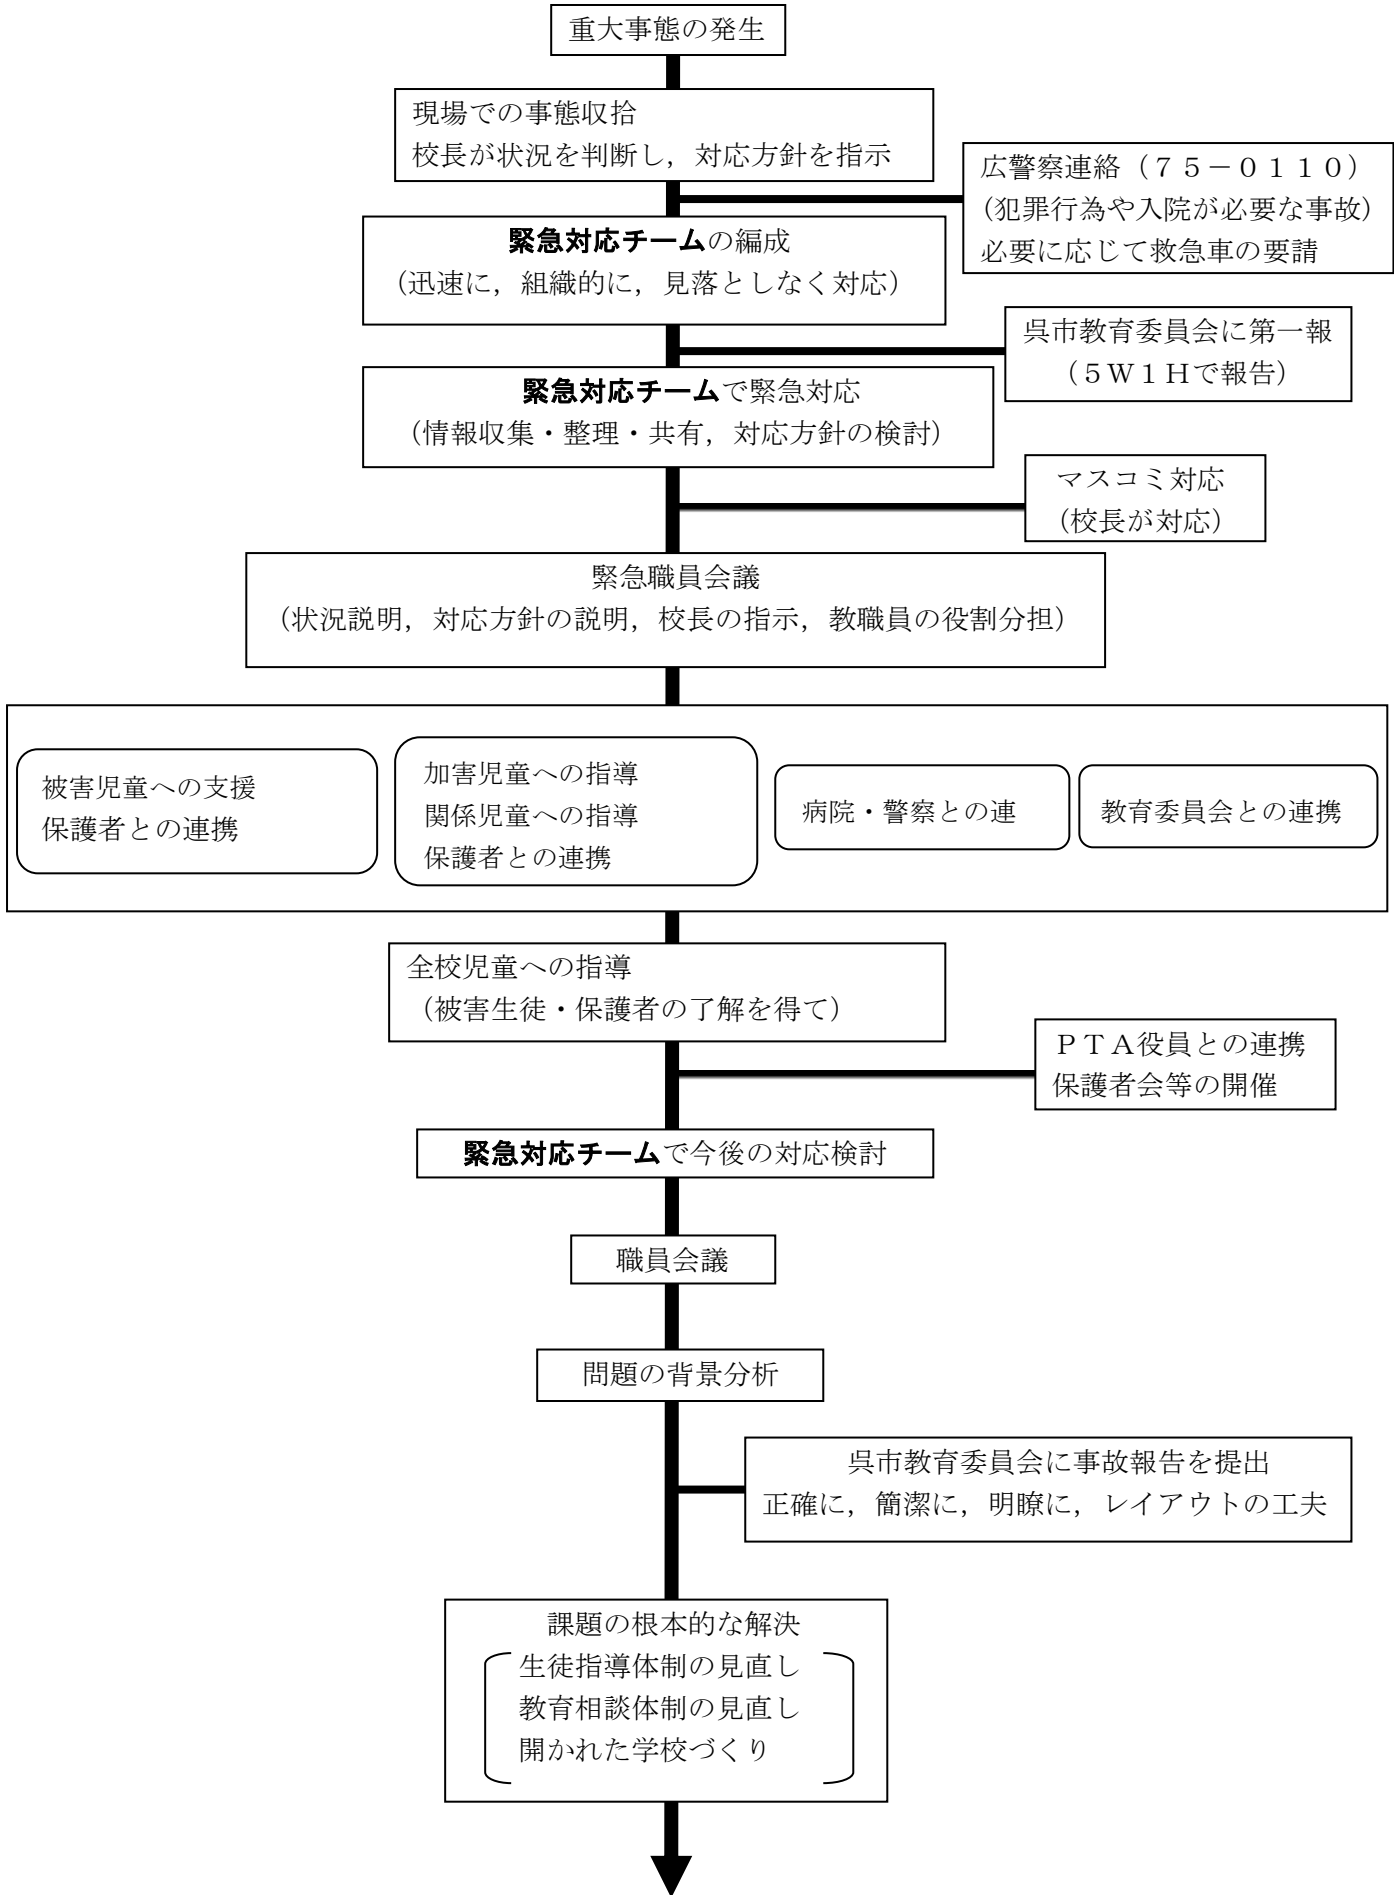 重大事態の発生
現場での事態収拾
校長が状況を判断し，対応方針を指示
広警察連絡（７５－０１１０）
（犯罪行為や入院が必要な事故）
必要に応じて救急車の要請
緊急対応チームの編成
（迅速に，組織的に，見落としなく対応）
呉市教育委員会に第一報
（５Ｗ１Ｈで報告）
緊急対応チームで緊急対応
（情報収集・整理・共有，対応方針の検討）
マスコミ対応
（校長が対応）
緊急職員会議
（状況説明，対応方針の説明，校長の指示，教職員の役割分担）
被害児童への支援
保護者との連携
加害児童への指導
関係児童への指導
保護者との連携
病院・警察との連
教育委員会との連携
全校児童への指導
（被害生徒・保護者の了解を得て）
ＰＴＡ役員との連携
保護者会等の開催
緊急対応チームで今後の対応検討
職員会議
問題の背景分析
呉市教育委員会に事故報告を提出
正確に，簡潔に，明瞭に，レイアウトの工夫
課題の根本的な解決
生徒指導体制の見直し
教育相談体制の見直し
開かれた学校づくり